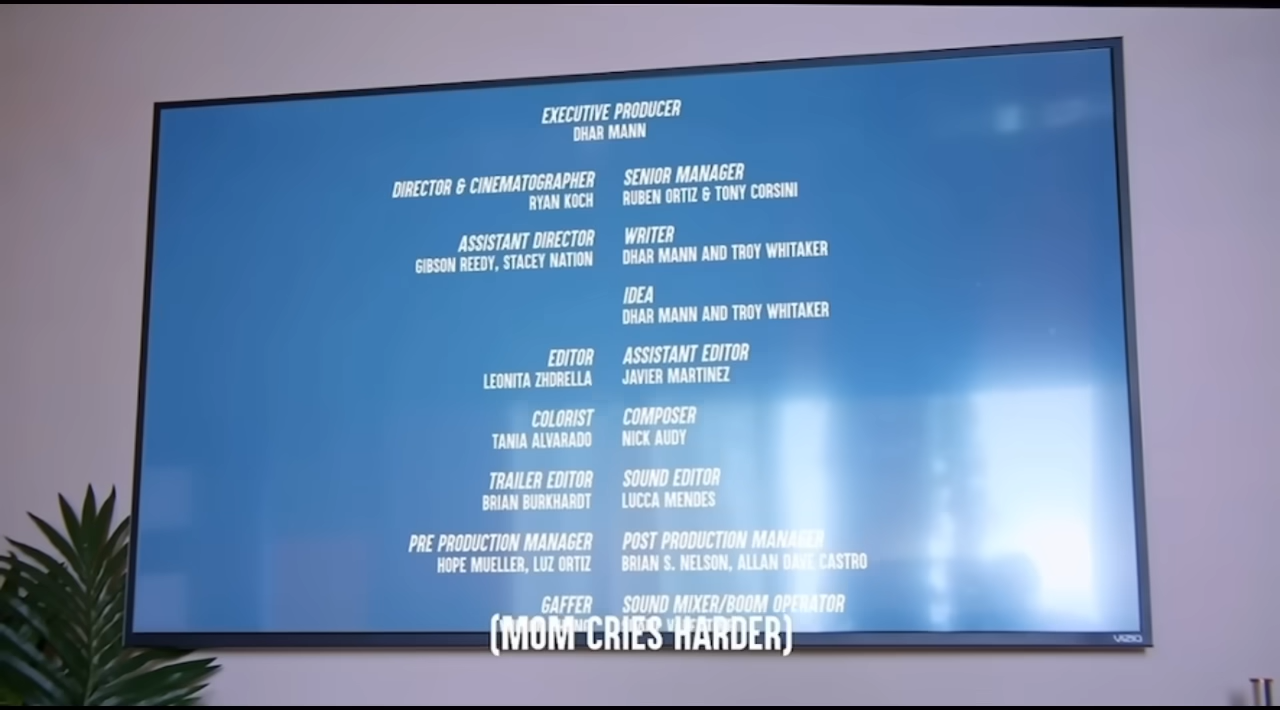 EXECUTIVE PRODUCER
DHAR MANN
DIRECTOR & CINEMATOGRAPHER
RYAN KOCH
SENIOR MANAGER
RUBEN ORTIZ & TONY CORSINI
ASSISTANT DIRECTOR
GIBSON REEDY, STACEY NATION
WRITER
DHAR MANN AND TROY WHITAKER
IDEA
DHAR MANN AND TROY WHITAKER
EDITOR
LEONITA ZHDRELLA
ASSISTANT EDITOR
JAVIER MARTINEZ
COLORIST
TANIA ALVARADO
COMPOSER
NICK AUDY
TRAILER EDITOR
BRIAN BURKHARDT
SOUND EDITOR
LUCCA MENDES
PRE PRODUCTION MANAGER
HOPE MUELLER, LUZ ORTIZ
POST PRODUCTION MANAGER
BRIAN S. NELSON, ALLAN DAVE CASTRO
GAFFER
SOUND MIXER/BOOM OPERATOR
(MOM CRIES HARDER)
VIZIO